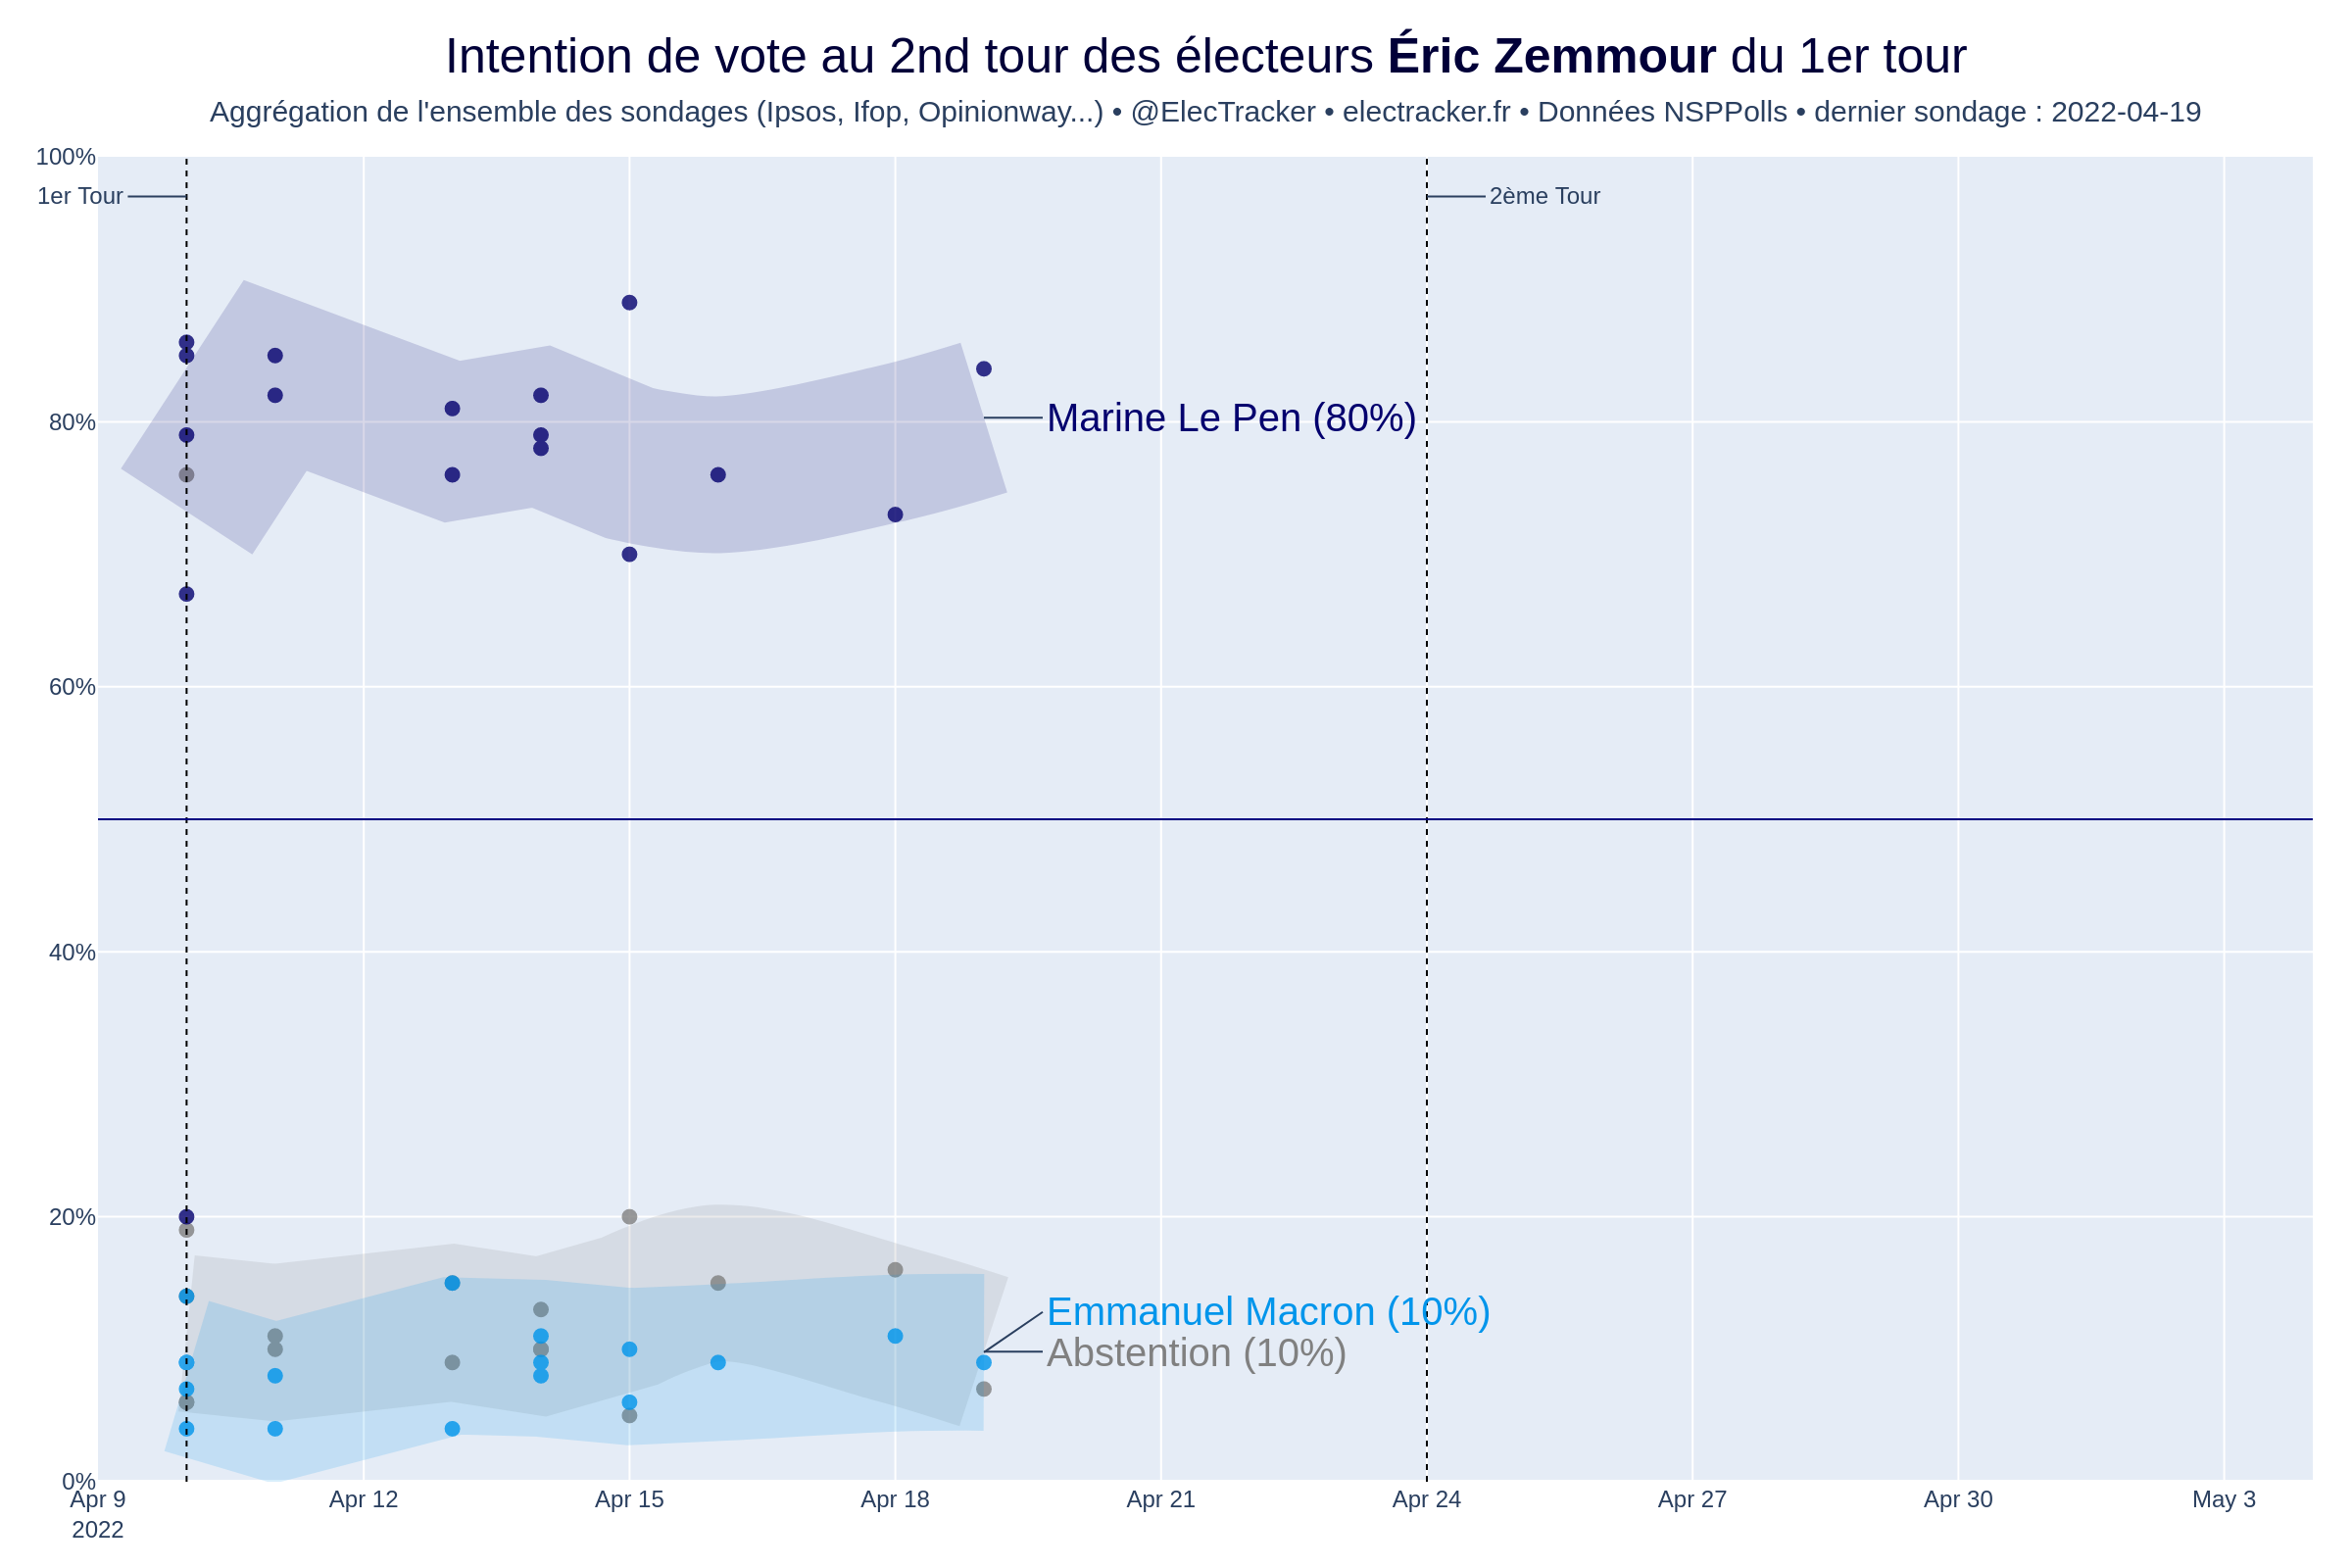 Intention de vote au 2nd tour des électeurs Éric Zemmour du 1er tour
Aggrégation de l'ensemble des sondages (Ipsos, Ifop, Opinionway...) • @ElecTracker • electracker.fr • Données NSPPolls • dernier sondage : 2022-04-19
100%
1er Tour
2ème Tour
80%
Marine Le Pen (80%)
60%
40%
20%
Emmanuel Macron (10%)
Abstention (10%)
0%
Apr 9
2022
Apr 12
Apr 15
Apr 18
Apr 21
Apr 24
Apr 27
Apr 30
May 3